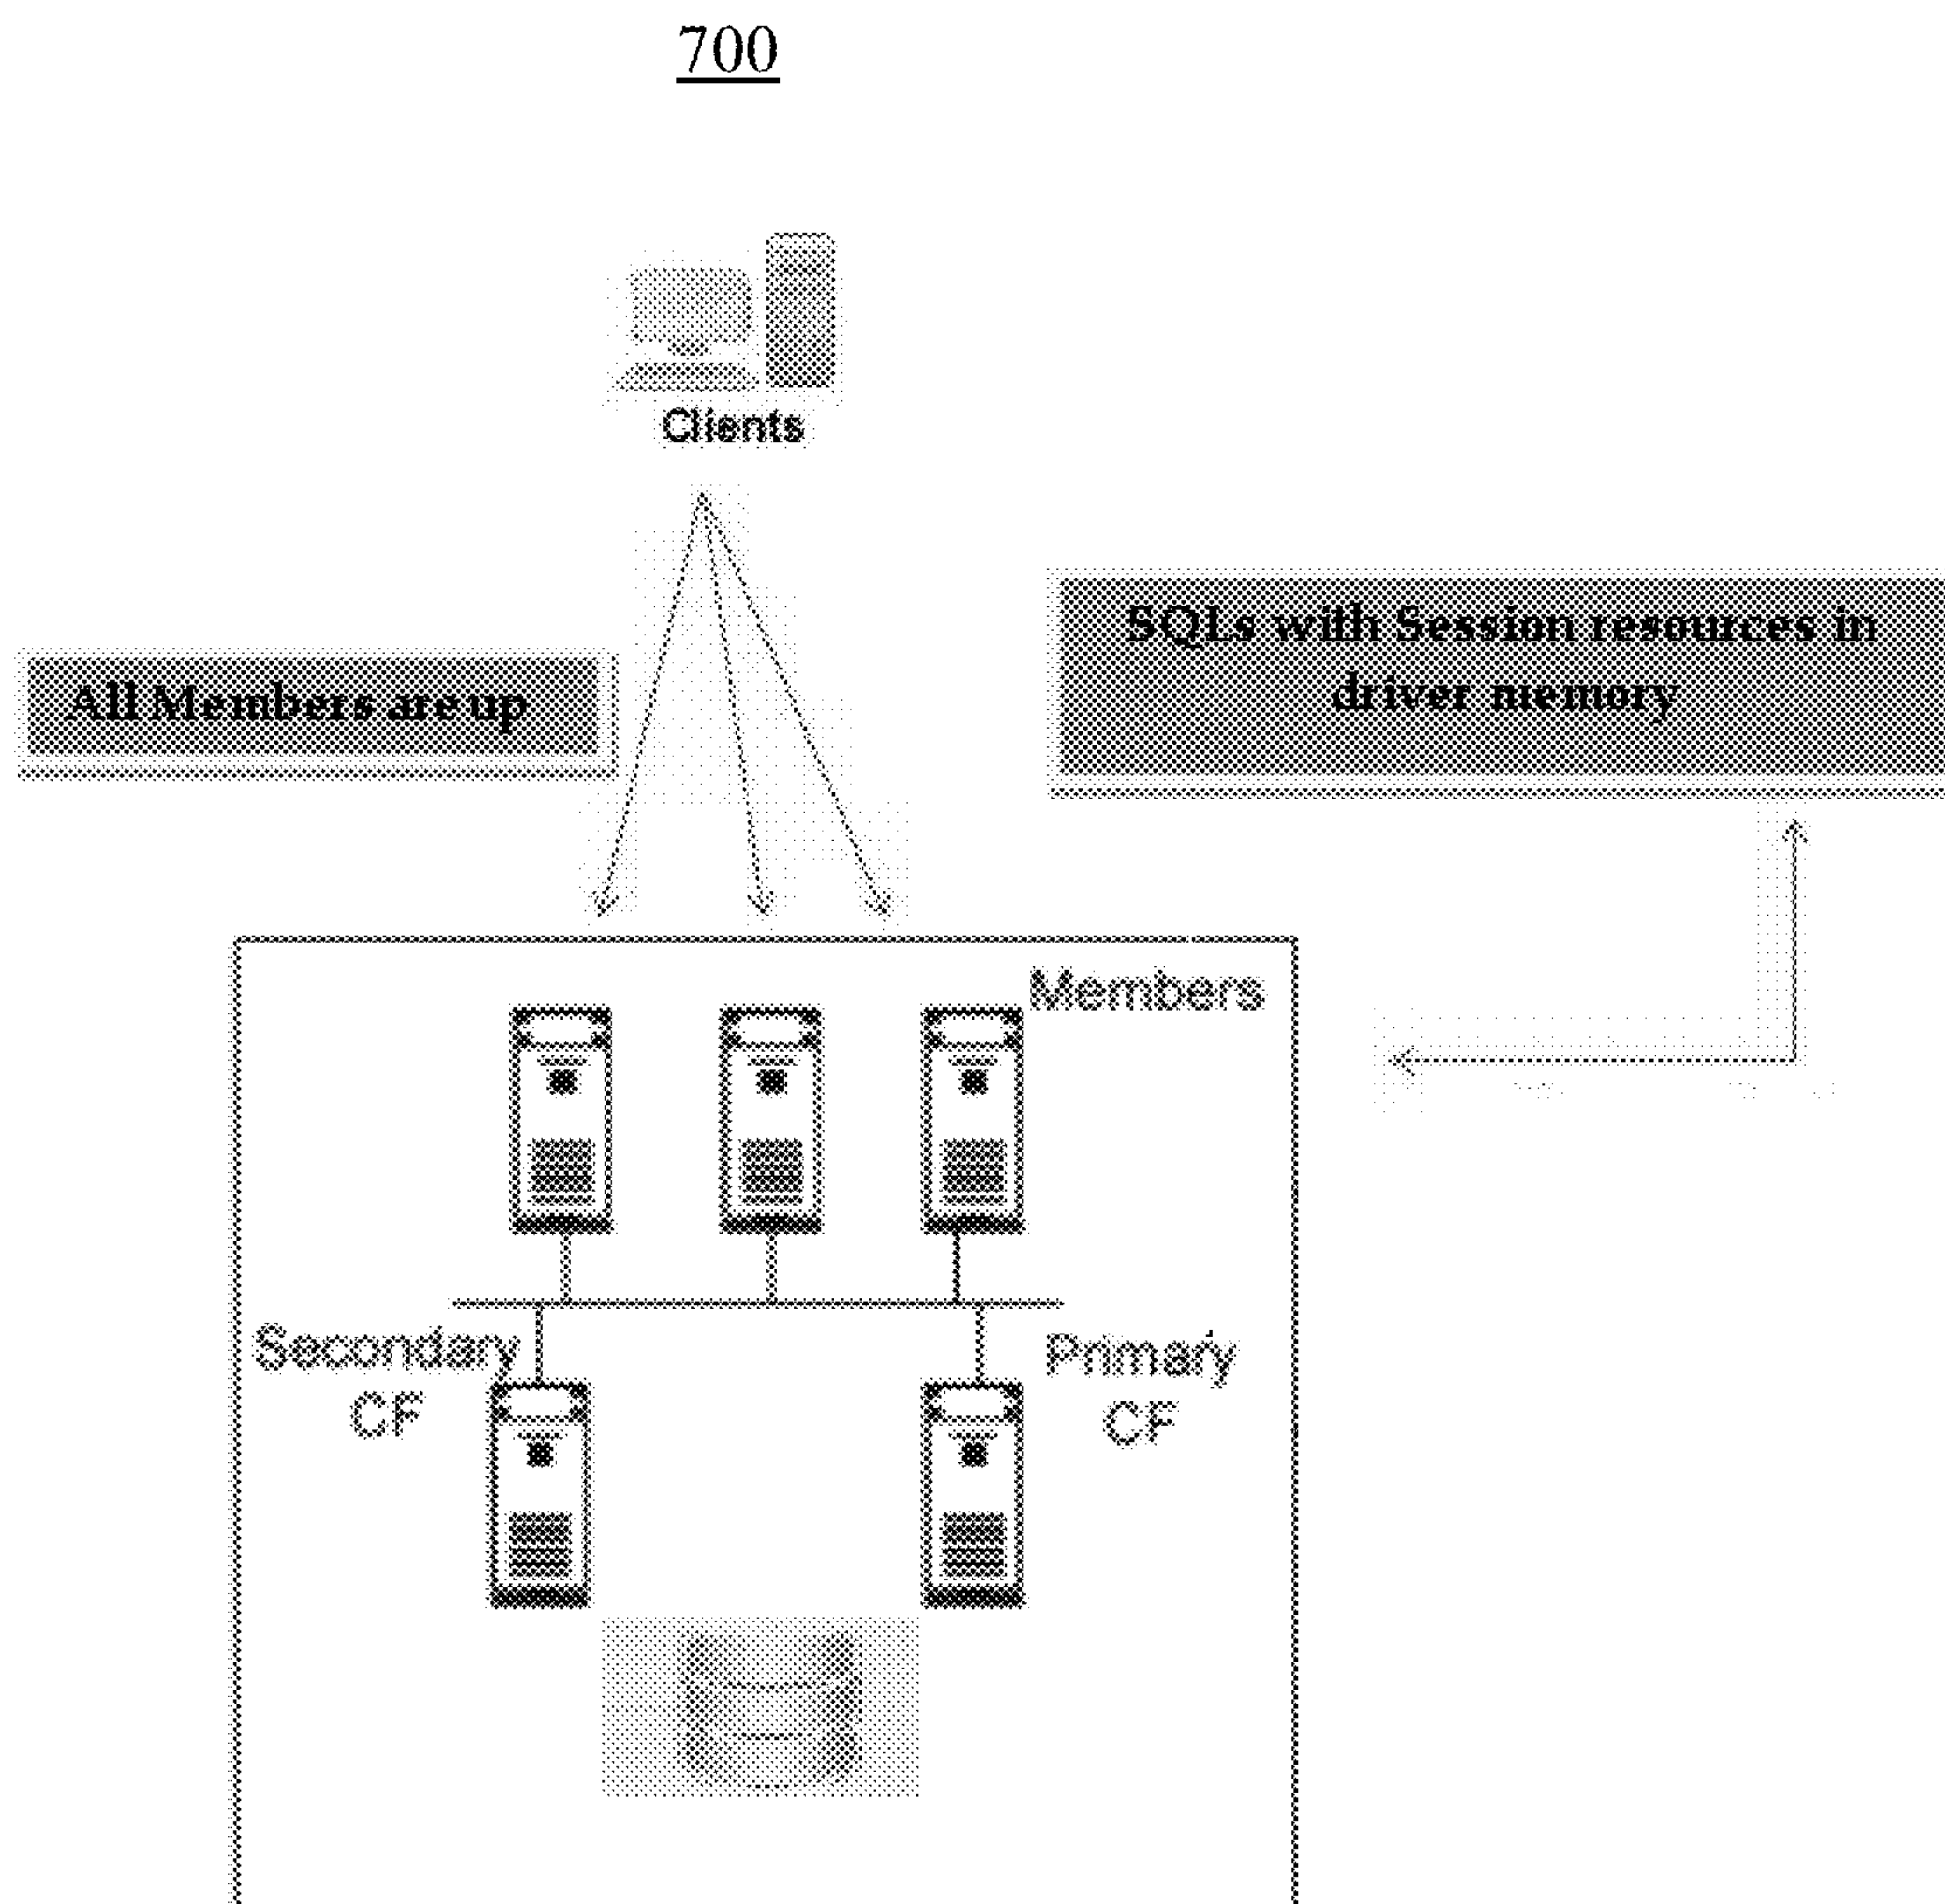 700
Clients
All Members are up
SQLs with Session resources in
driver memory
Members
Secondary
CF
Primary
CF